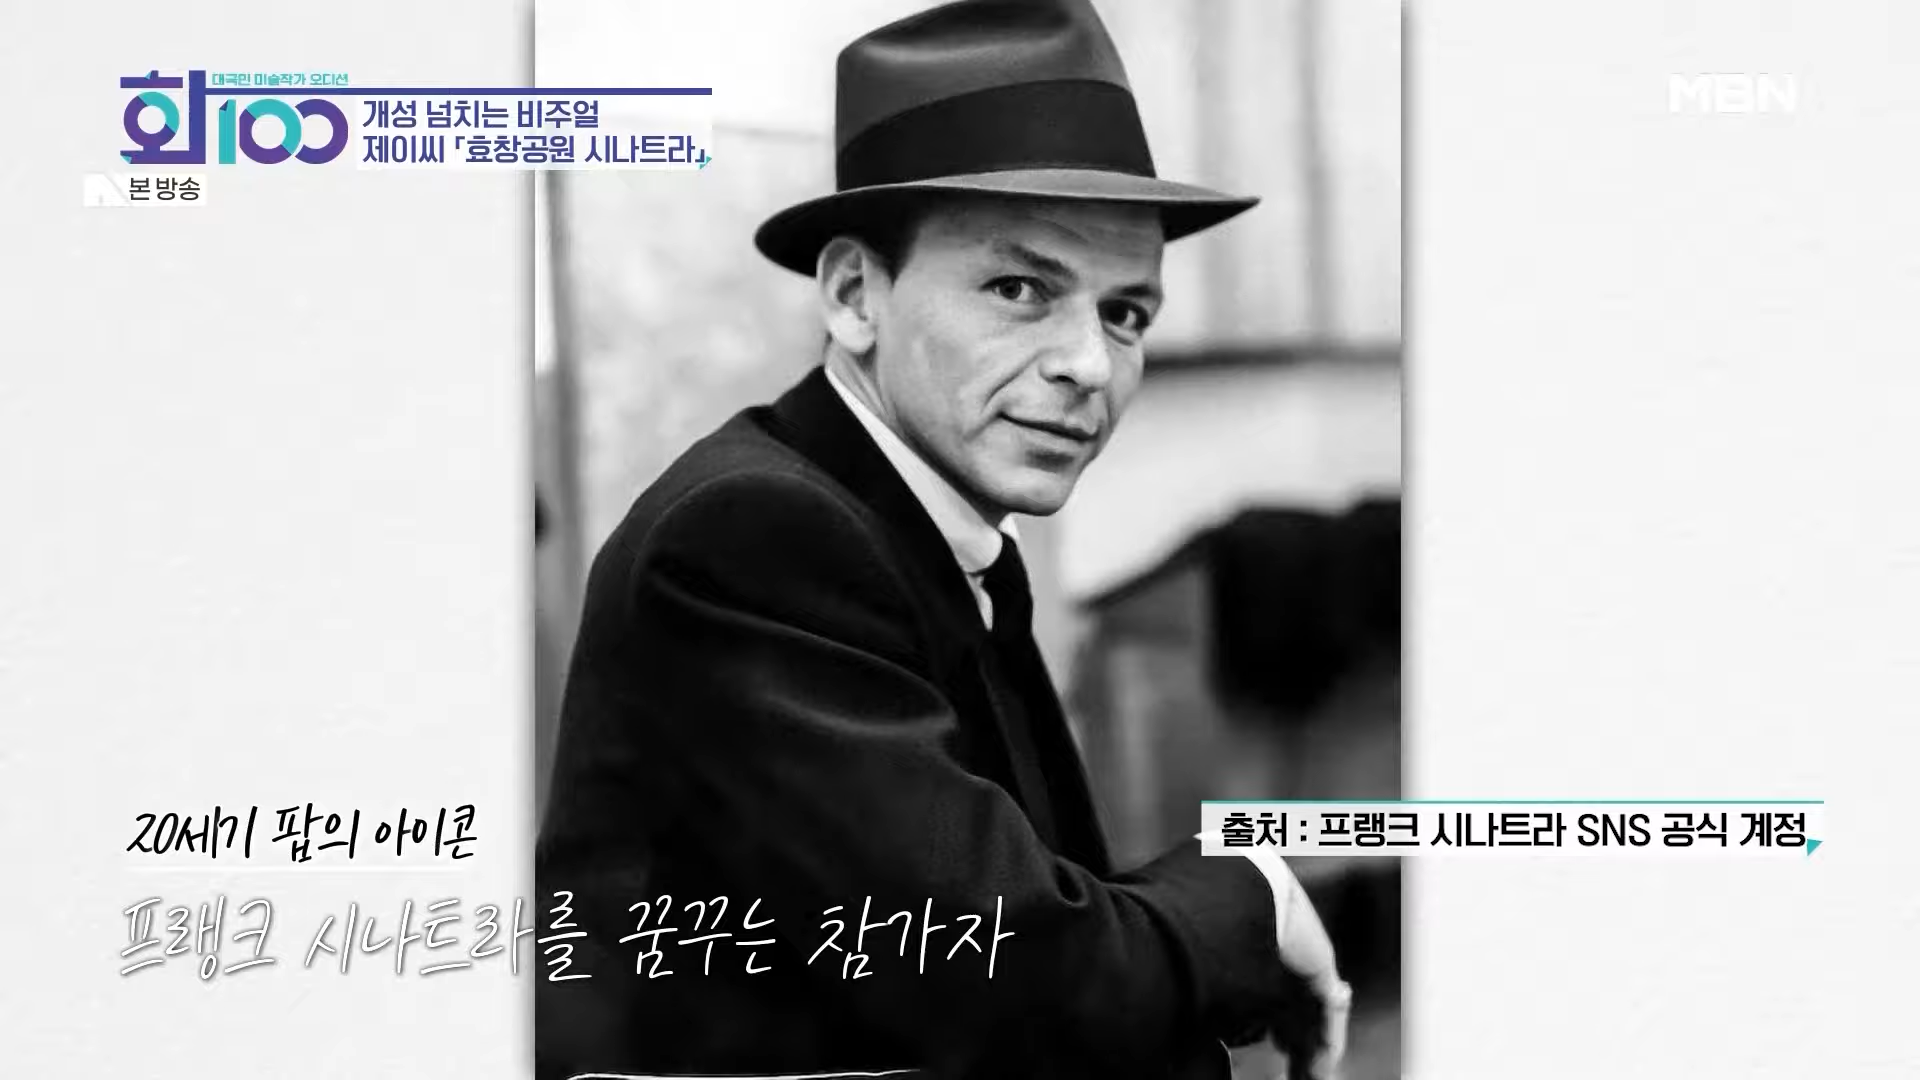 대국민 미술작가 오디션
화100
개성 넘치는 비주얼
제이씨 「효창공원 시나트라」
본 방송
MBN
20세기 팝의 아이콘
출처 : 프랭크 시나트라 SNS 공식 계정
프랭크 시나트라를 꿈꾸는 참가자